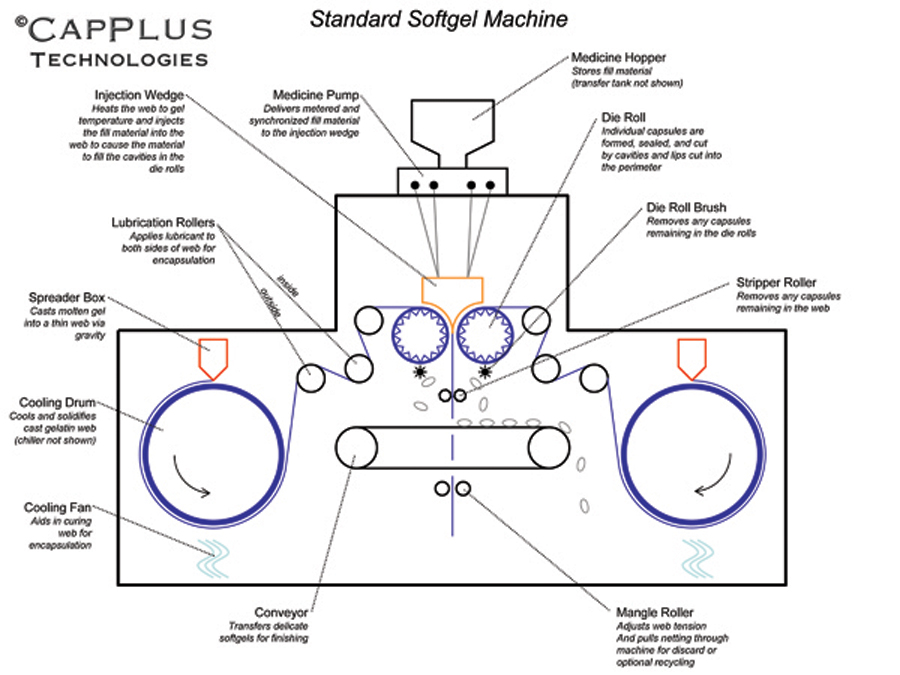 ©CAPPLUS
TECHNOLOGIES
Standard Softgel Machine
Medicine Hopper
Stores fill material
(transfer tank not shown)
Injection Wedge
Heats the web to gel
temperature and injects
the fill material into the
web to cause the material
to fill the cavities in the
die rolls
Medicine Pump
Delivers metered and
synchronized fill material
to the injection wedge
Die Roll
Individual capsules are
formed, sealed, and cut
by cavities and lips cut into
the perimeter
Die Roll Brush
Removes any capsules
remaining in the die rolls
Lubrication Rollers
Applies lubricant to
both sides of web for
encapsulation
inside
outside
Stripper Roller
Removes any capsules
remaining in the web
Spreader Box
Casts molten gel
into a thin web via
gravity
Cooling Drum
Cools and solidifies
cast gelatin web
(chiller not shown)
Cooling Fan
Aids in curing
web for
encapsulation
Conveyor
Transfers delicate
softgels for finishing
Mangle Roller
Adjusts web tension
And pulls netting through
machine for discard or
optional recycling